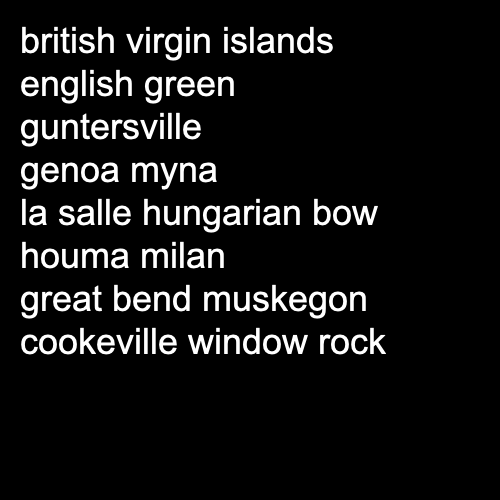 british virgin islands
english green
guntersville
genoa myna
la salle hungarian bow
houma milan
great bend muskegon
cookeville window rock